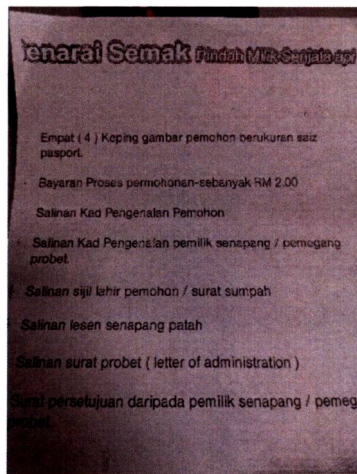 enarai Semak Pindah Milik Senjata api
Empat ( 4 ) Keping gambar pemohon berukuran saiz
pasport.
Bayaran Proses permohonan-sebanyak RM 2.00
Salinan Kad Pengenalan Pemohon
Salinan Kad Pengenalan pemilik senapang / pemegang
probet.
Salinan sijil lahir pemohon / surat sumpah
Salinan lesen senapang patah
Salinan surat probet ( letter of administration )
Surat persetujuan daripada pemilik senapang / pemeg
probet.